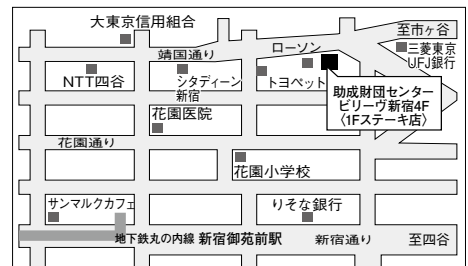 大東京信用組合
至市ヶ谷
靖国通り
ローソン
三菱東京
UFJ銀行
NTT四谷
シタディーン
新宿
トヨペット
助成財団センター
ビリーヴ新宿4F
〈1Fステーキ店〉
花園医院
花園通り
花園小学校
サンマルクカフェ
りそな銀行
地下鉄丸の内線 新宿御苑前駅
新宿通り
至四谷